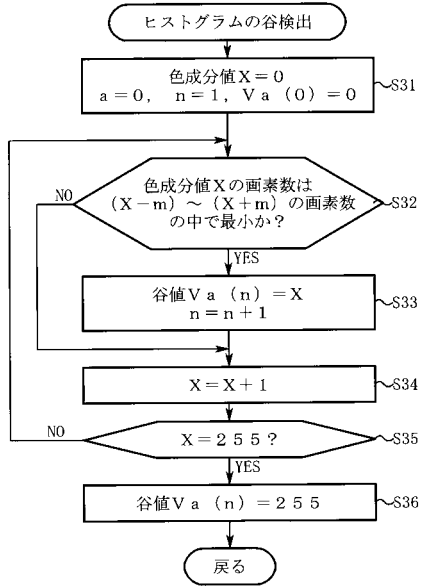 ヒストグラムの谷検出
色成分値X=0
a=0, n=1, Va(0)=0
S31
色成分値Xの画素数は
(X-m)~(X+m)の画素数
の中で最小か?
S32
NO
YES
谷値Va(n)=X
n=n+1
S33
X=X+1
S34
X=255?
S35
NO
YES
谷値Va(n)=255
S36
戻る